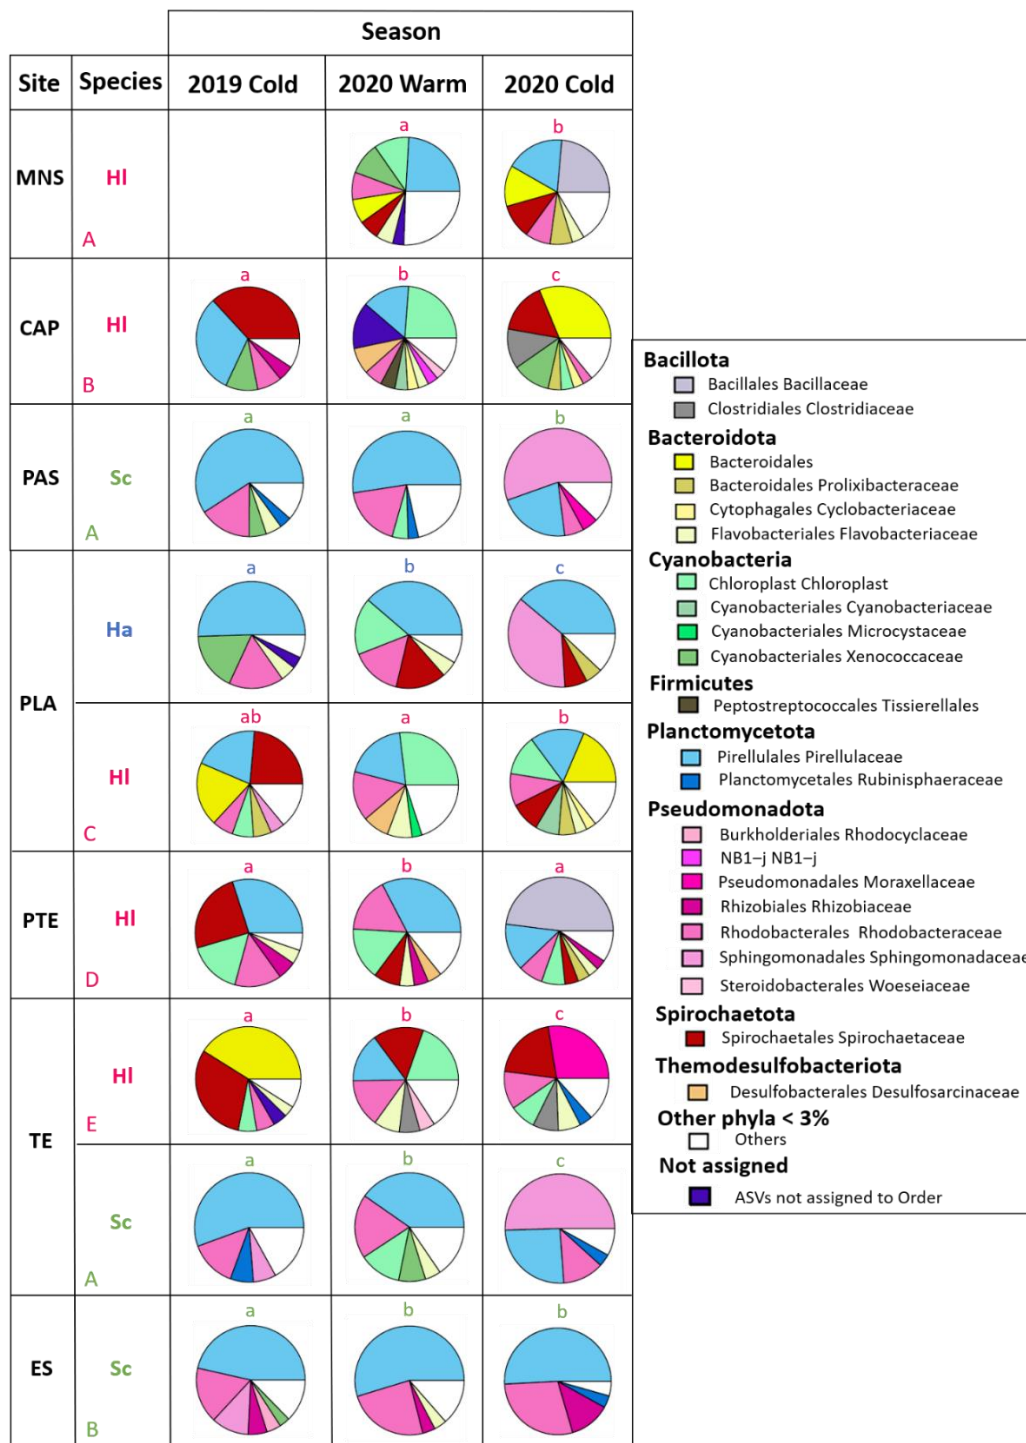 Season
Site Species 2019 Cold 2020 Warm 2020 Cold
a b
MNS Hl
A
a b c
CAP Hl
B
a a b
PAS Sc
A
a b c
Ha
PLA
ab a b
Hl
C
a b a
PTE Hl
D
a b c
Hl
E
TE
a b c
Sc
A
a b b
ES Sc
B
Bacillota
Bacillales Bacillaceae
Clostridiales Clostridiaceae
Bacteroidota
Bacteroidales
Bacteroidales Prolixibacteraceae
Cytophagales Cyclobacteriaceae
Flavobacteriales Flavobacteriaceae
Cyanobacteria
Chloroplast Chloroplast
Cyanobacteriales Cyanobacteriaceae
Cyanobacteriales Microcystaceae
Cyanobacteriales Xenococcaceae
Firmicutes
Peptostreptococcales Tissierellales
Planctomycetota
Pirellulales Pirellulaceae
Planctomycetales Rubinisphaeraceae
Pseudomonadota
Burkholderiales Rhodocyclaceae
NB1–j NB1–j
Pseudomonadales Moraxellaceae
Rhizobiales Rhizobiaceae
Rhodobacterales Rhodobacteraceae
Sphingomonadales Sphingomonadaceae
Steroidobacterales Woeseiaceae
Spirochaetota
Spirochaetales Spirochaetaceae
Themodesulfobacteriota
Desulfobacterales Desulfosarcinaceae
Other phyla < 3%
Others
Not assigned
ASVs not assigned to Order